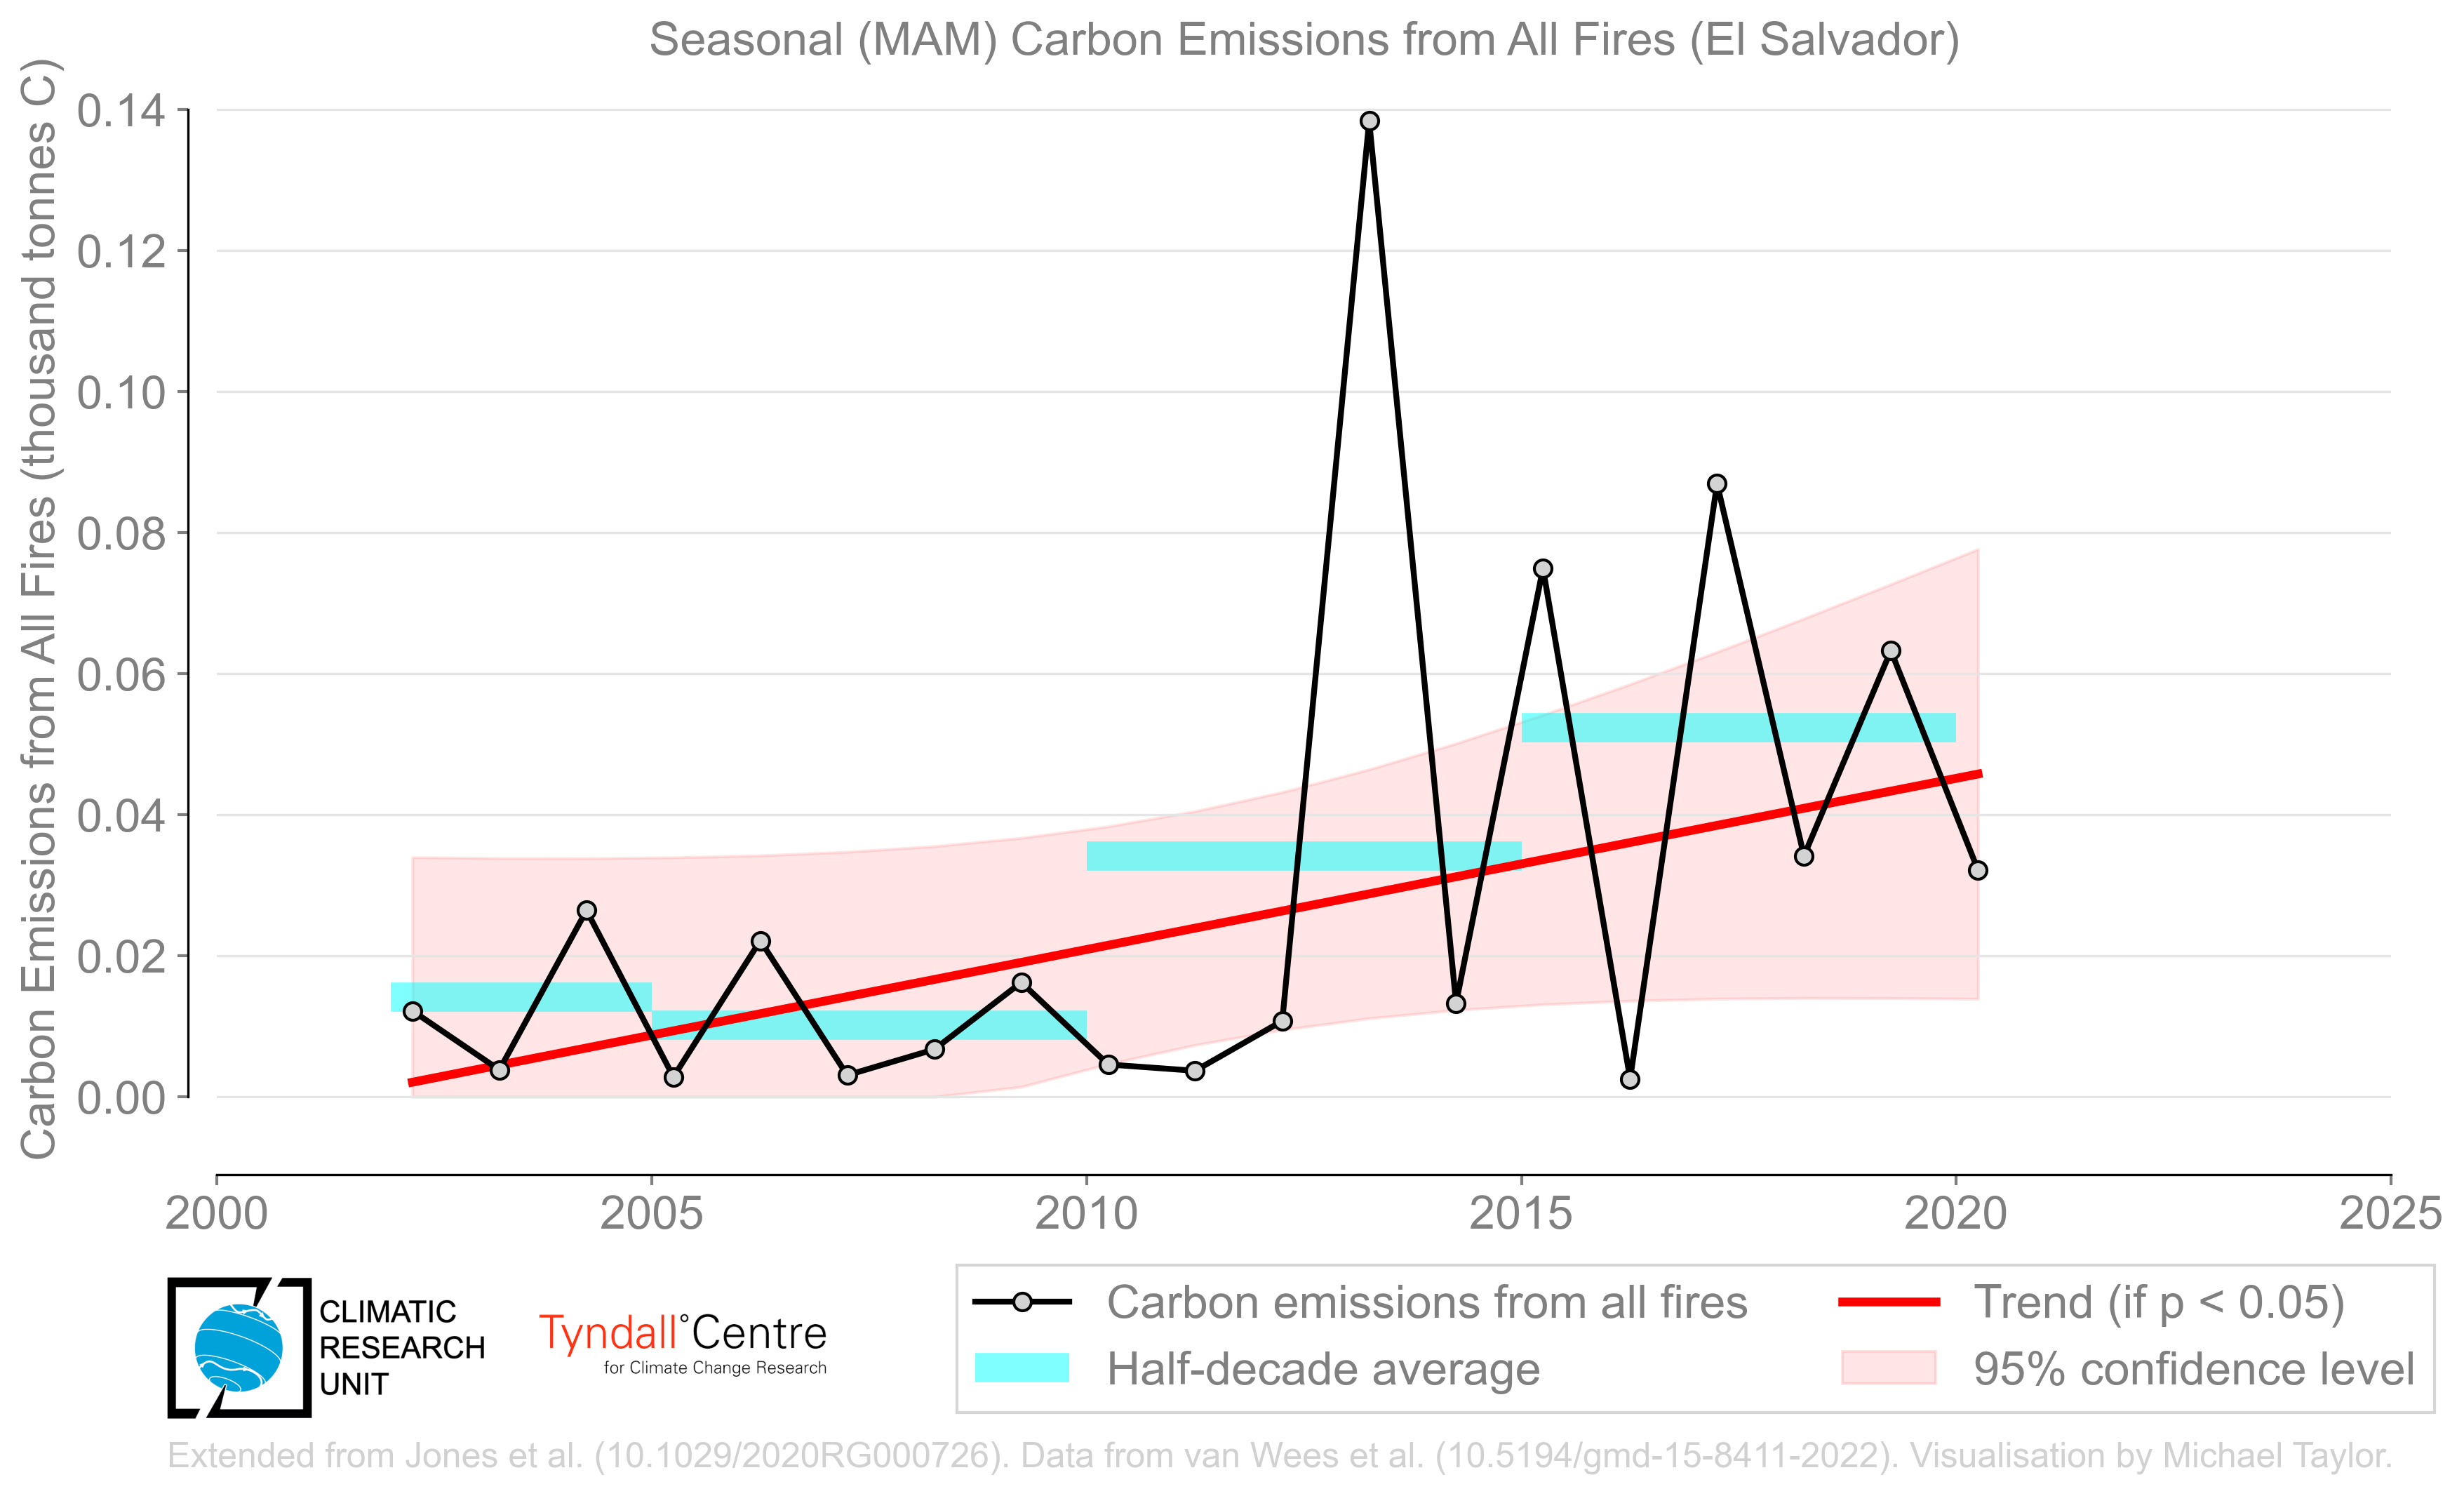 Seasonal (MAM) Carbon Emissions from All Fires (El Salvador)
Carbon Emissions from All Fires (thousand tonnes C)
0.14
0.12
0.10
0.08
0.06
0.04
0.02
0.00
2000 2005 2010 2015 2020 2025
CLIMATIC
RESEARCH
UNIT
Tyndall°Centre
for Climate Change Research
Carbon emissions from all fires
Half-decade average
Trend (if p < 0.05)
95% confidence level
Extended from Jones et al. (10.1029/2020RG000726). Data from van Wees et al. (10.5194/gmd-15-8411-2022). Visualisation by Michael Taylor.